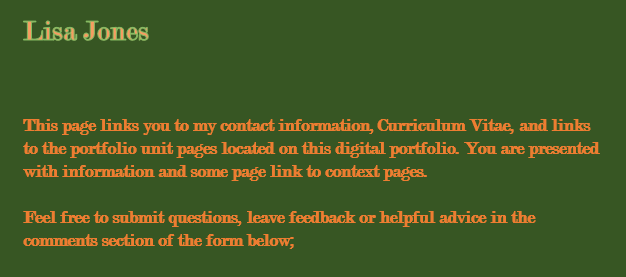 Lisa Jones
This page links you to my contact information, Curriculum Vitae, and links
to the portfolio unit pages located on this digital portfolio. You are presented
with information and some page link to context pages.
Feel free to submit questions, leave feedback or helpful advice in the
comments section of the form below;